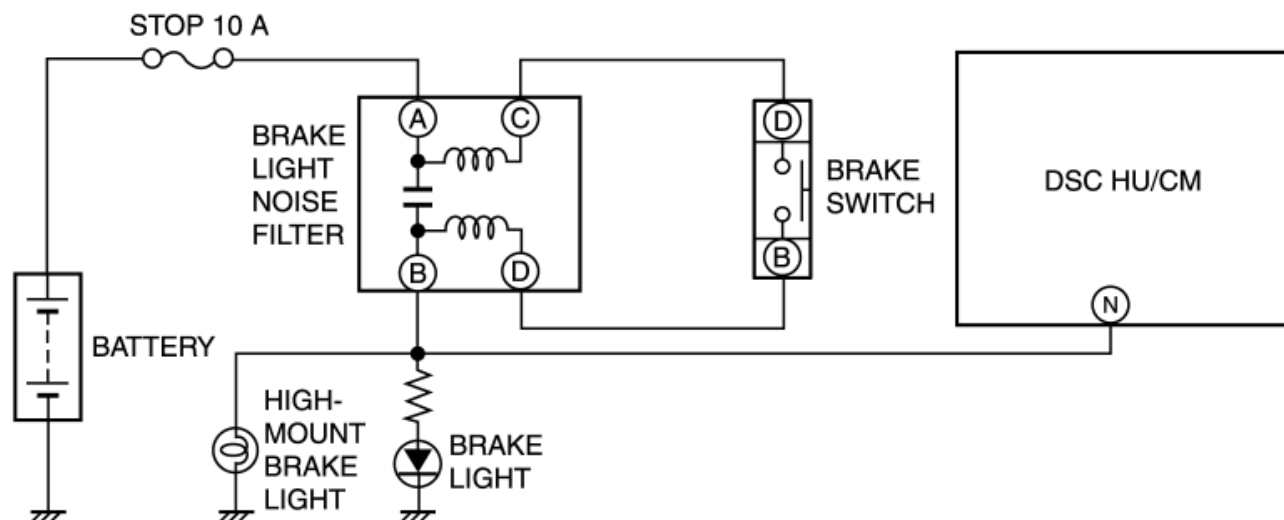 STOP 10 A
A
C
BRAKE
LIGHT
NOISE
FILTER
B
D
D
BRAKE
SWITCH
B
DSC HU/CM
N
BATTERY
HIGH-
MOUNT
BRAKE
LIGHT
BRAKE
LIGHT